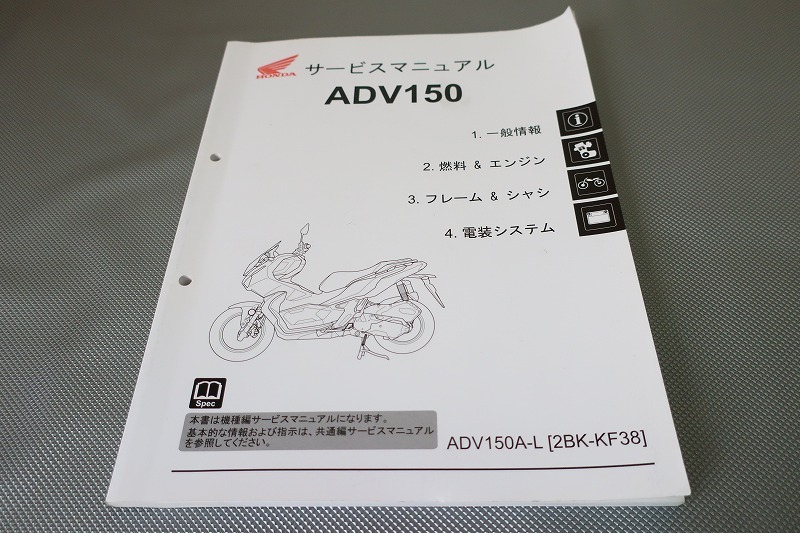 HONDA
サービスマニュアル
ADV150
1. 一般情報
2. 燃料 & エンジン
3. フレーム & シャシ
4. 電装システム
Spec
本書は機種編サービスマニュアルになります。
基本的な情報および指示は、共通編サービスマニュアル
を参照してください。
ADV150A-L [2BK-KF38]